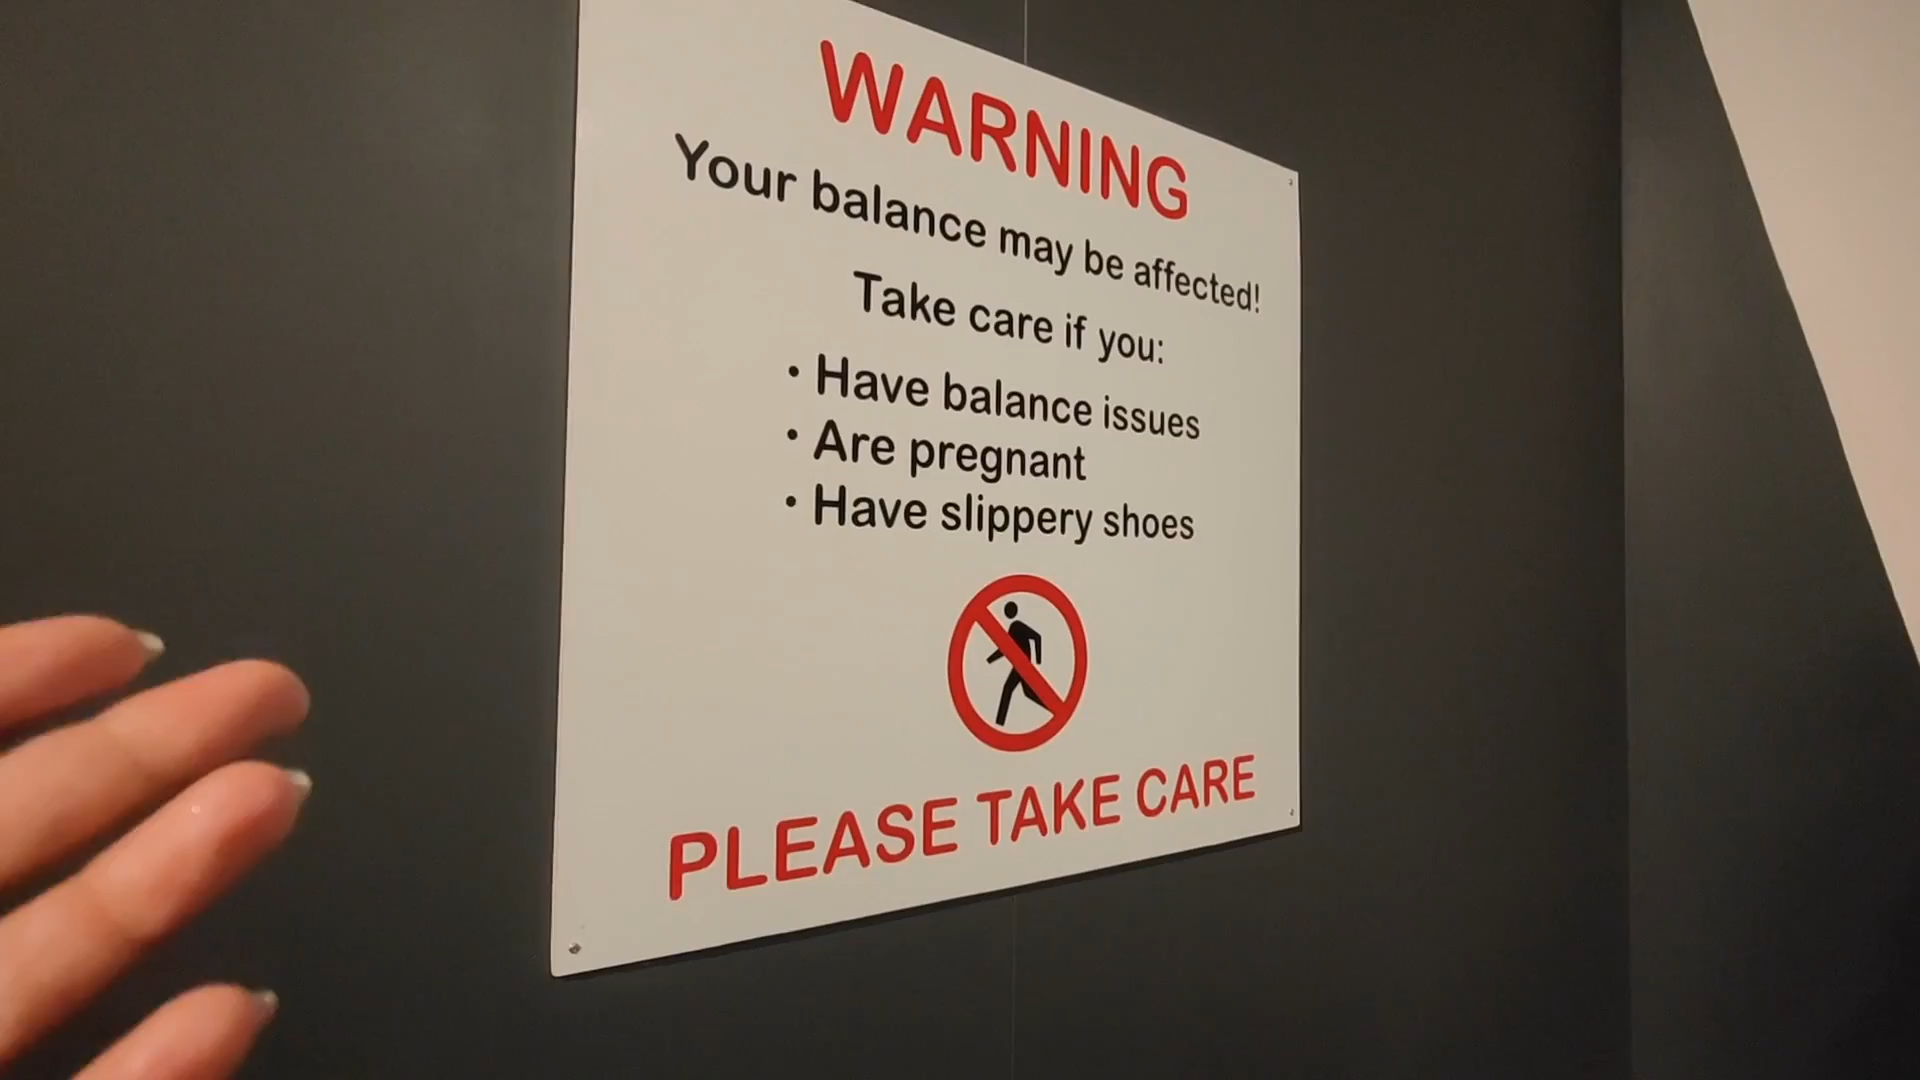 WARNING
Your balance may be affected!
Take care if you:
• Have balance issues
• Are pregnant
• Have slippery shoes
PLEASE TAKE CARE